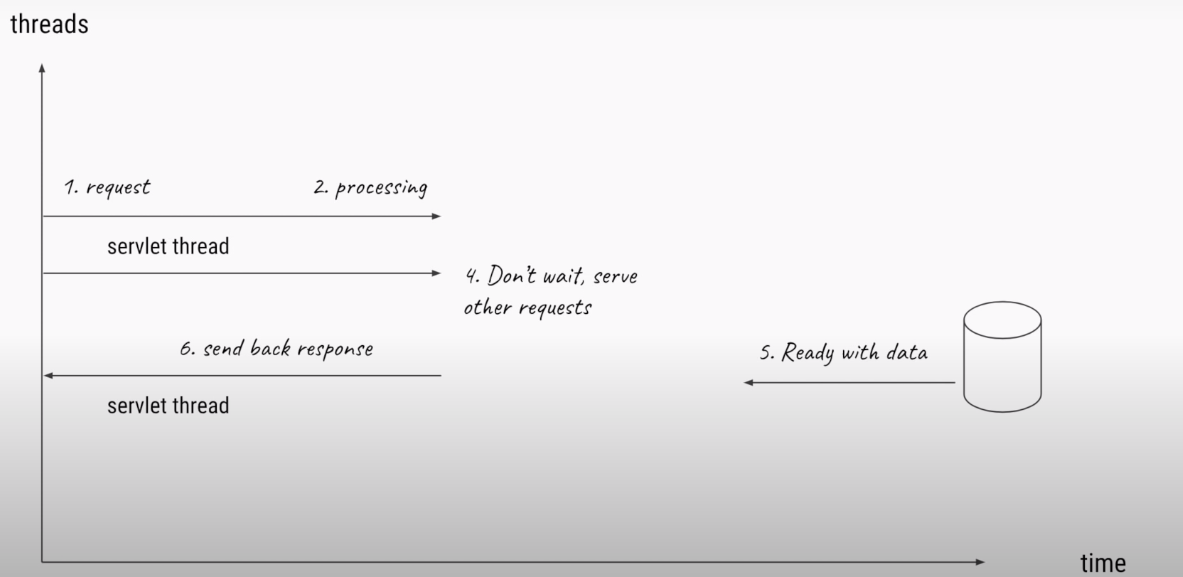 threads
1. request
2. processing
servlet thread
4. Don't wait, serve
other requests
6. send back response
5. Ready with data
servlet thread
time